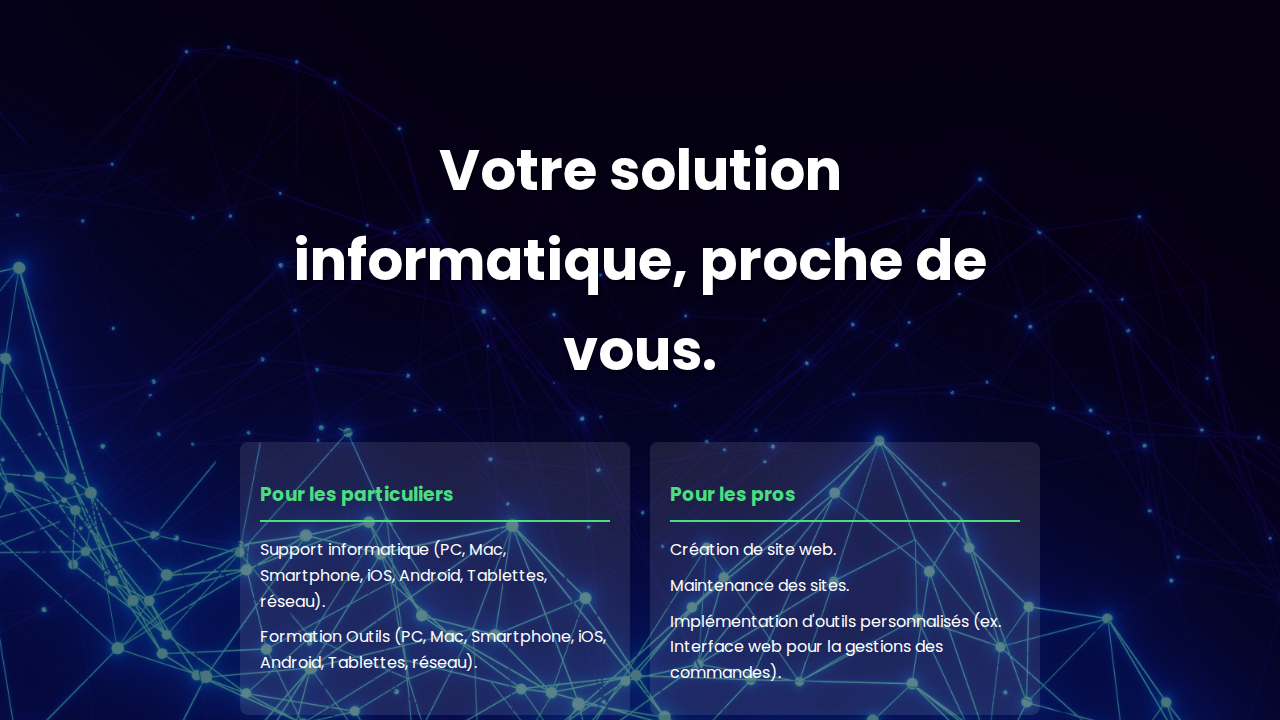 Votre solution
informatique, proche de
vous.
Pour les particuliers
Support informatique (PC, Mac,
Smartphone, iOS, Android, Tablettes,
réseau).
Formation Outils (PC, Mac, Smartphone, iOS,
Android, Tablettes, réseau).
Pour les pros
Création de site web.
Maintenance des sites.
Implémentation d'outils personnalisés (ex.
Interface web pour la gestions des
commandes).